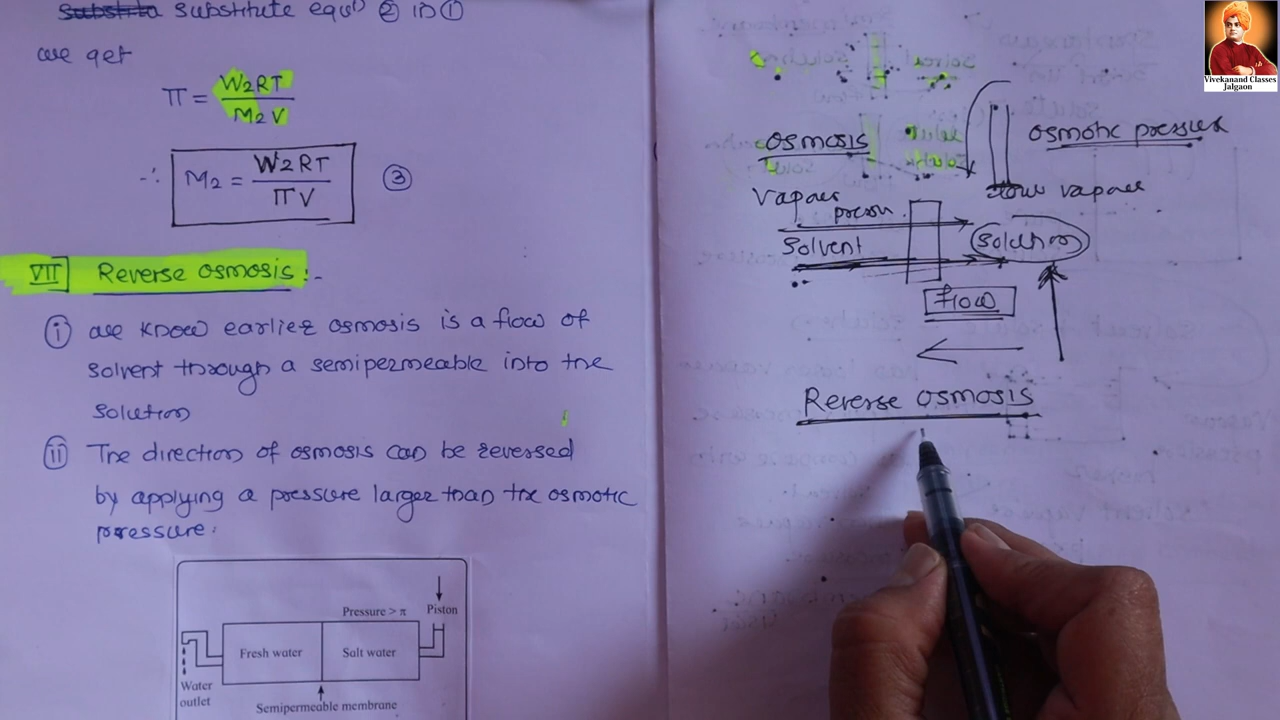 substitute equⁿ ② in ①
we get
π = W2RT / M2V
∴ M2 = W2RT / πV ③
VII] Reverse osmosis :-
i we know earlier osmosis is a flow of
solvent through a semipermeable into the
solution
ii The direction of osmosis can be reversed
by applying a pressure larger than the osmotic
pressure.
Pressure > π
Piston
Fresh water
Salt water
Water
outlet
Semipermeable membrane
osmosis
osmotic pressure
vapour
low vapour
solvent
solution
flow
Reverse osmosis
Vivekanand Classes
Jalgaon